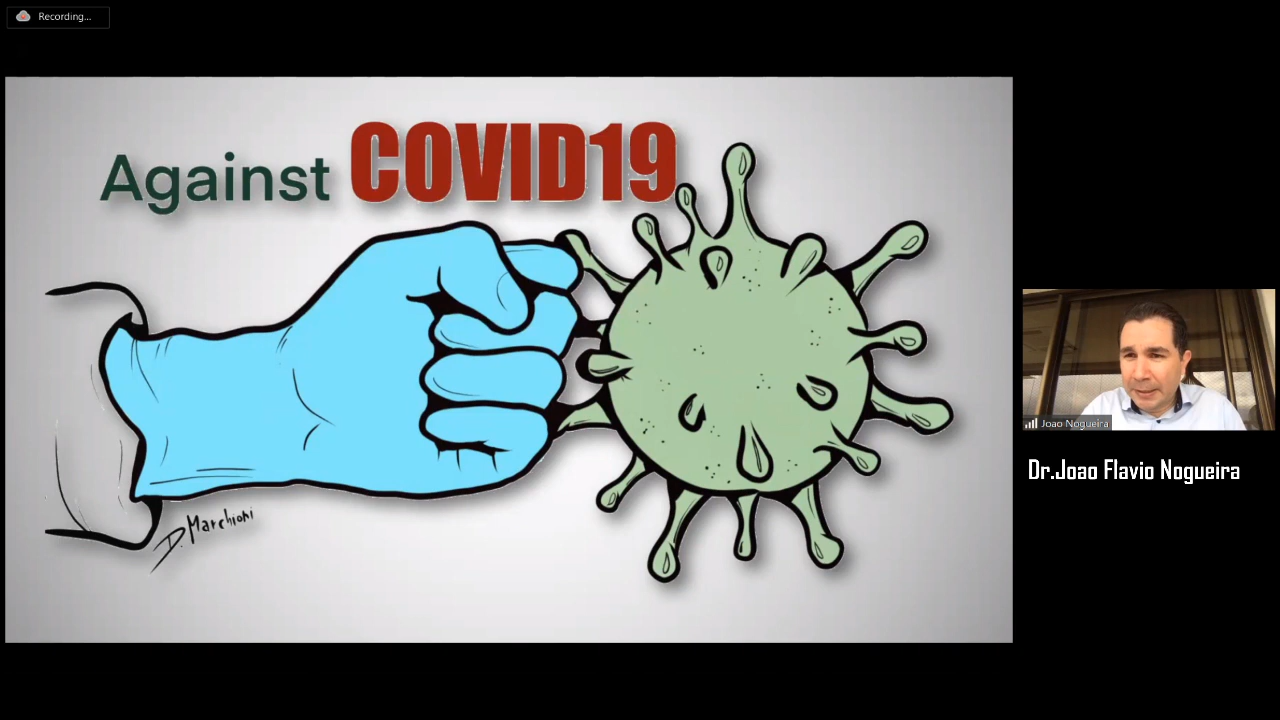 Recording...
Against COVID19
D. Marchioni
Joao Nogueira
Dr.Joao Flavio Nogueira